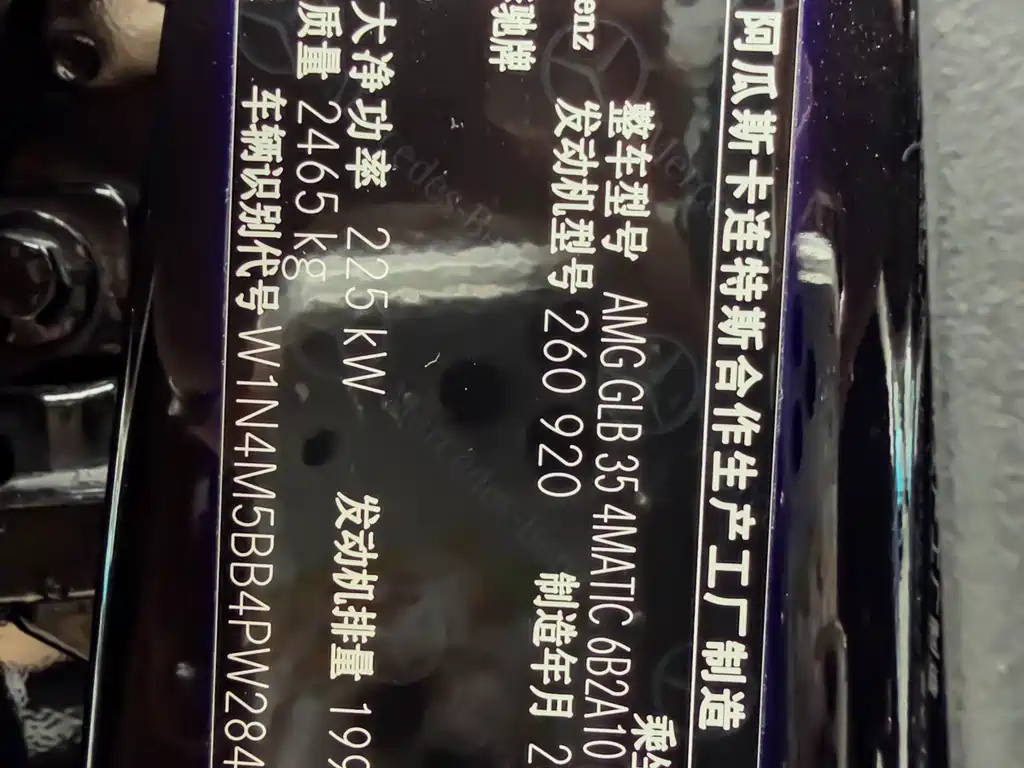 阿瓜斯卡连特斯合作生产工厂制造
整车型号 AMG GLB 35 4MATIC 6B2A10 乘
发动机型号 260 920 制造年月 2
enz
驰牌
大净功率 225 kW 发动机排量 199
质量 2465 kg
车辆识别代号 W1N4M5BB4PW284